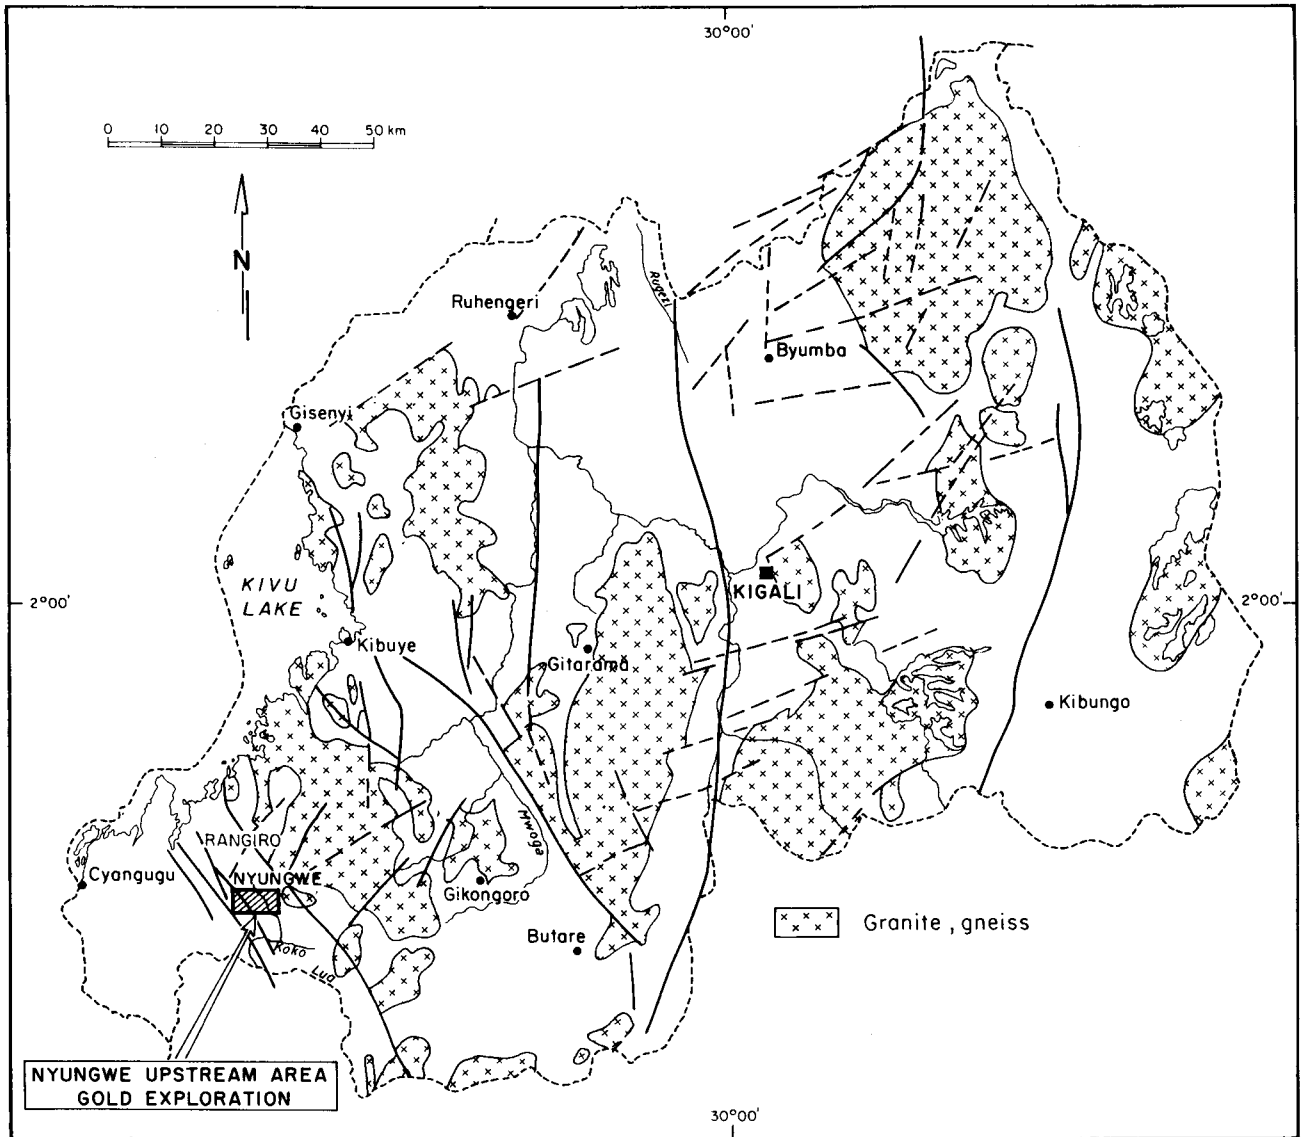 30°00'
0 10 20 30 40 50 km
N
Rugezi
Ruhengeri
Byumba
Gisenyi
KIVU
LAKE
KIGALI
2°00'
2°00'
Kibuye
Gitarama
Kibungo
Mwoga
RANGIRO
Cyangugu
NYUNGWE
Gikongoro
Granite, gneiss
Butare
Koko
Lua
NYUNGWE UPSTREAM AREA
GOLD EXPLORATION
30°00'